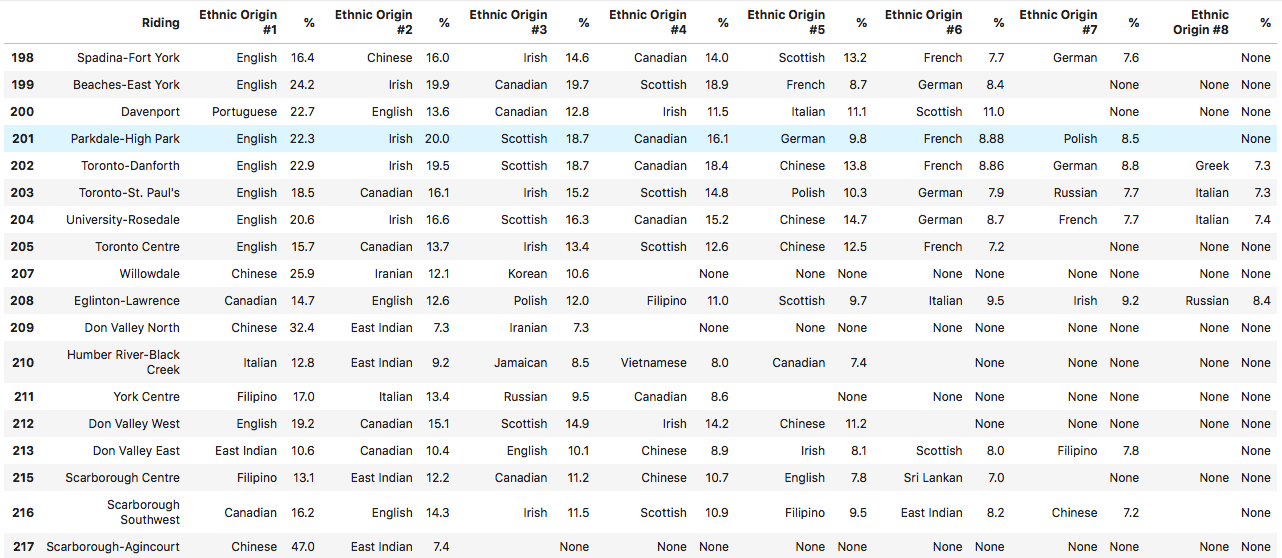 Riding Ethnic Origin #1 % Ethnic Origin #2 % Ethnic Origin #3 % Ethnic Origin #4 % Ethnic Origin #5 % Ethnic Origin #6 % Ethnic Origin #7 % Ethnic Origin #8 %
198 Spadina-Fort York English 16.4 Chinese 16.0 Irish 14.6 Canadian 14.0 Scottish 13.2 French 7.7 German 7.6 None
199 Beaches-East York English 24.2 Irish 19.9 Canadian 19.7 Scottish 18.9 French 8.7 German 8.4 None None None
200 Davenport Portuguese 22.7 English 13.6 Canadian 12.8 Irish 11.5 Italian 11.1 Scottish 11.0 None None None
201 Parkdale-High Park English 22.3 Irish 20.0 Scottish 18.7 Canadian 16.1 German 9.8 French 8.88 Polish 8.5 None
202 Toronto-Danforth English 22.9 Irish 19.5 Scottish 18.7 Canadian 18.4 Chinese 13.8 French 8.86 German 8.8 Greek 7.3
203 Toronto-St. Paul's English 18.5 Canadian 16.1 Irish 15.2 Scottish 14.8 Polish 10.3 German 7.9 Russian 7.7 Italian 7.3
204 University-Rosedale English 20.6 Irish 16.6 Scottish 16.3 Canadian 15.2 Chinese 14.7 German 8.7 French 7.7 Italian 7.4
205 Toronto Centre English 15.7 Canadian 13.7 Irish 13.4 Scottish 12.6 Chinese 12.5 French 7.2 None None None
207 Willowdale Chinese 25.9 Iranian 12.1 Korean 10.6 None None None None None None None None None
208 Eglinton-Lawrence Canadian 14.7 English 12.6 Polish 12.0 Filipino 11.0 Scottish 9.7 Italian 9.5 Irish 9.2 Russian 8.4
209 Don Valley North Chinese 32.4 East Indian 7.3 Iranian 7.3 None None None None None None None None None
210 Humber River-Black Creek Italian 12.8 East Indian 9.2 Jamaican 8.5 Vietnamese 8.0 Canadian 7.4 None None None None None
211 York Centre Filipino 17.0 Italian 13.4 Russian 9.5 Canadian 8.6 None None None None None None None
212 Don Valley West English 19.2 Canadian 15.1 Scottish 14.9 Irish 14.2 Chinese 11.2 None None None None None
213 Don Valley East East Indian 10.6 Canadian 10.4 English 10.1 Chinese 8.9 Irish 8.1 Scottish 8.0 Filipino 7.8 None
215 Scarborough Centre Filipino 13.1 East Indian 12.2 Canadian 11.2 Chinese 10.7 English 7.8 Sri Lankan 7.0 None None None
216 Scarborough Southwest Canadian 16.2 English 14.3 Irish 11.5 Scottish 10.9 Filipino 9.5 East Indian 8.2 Chinese 7.2 None
217 Scarborough-Agincourt Chinese 47.0 East Indian 7.4 None None None None None None None None None None None